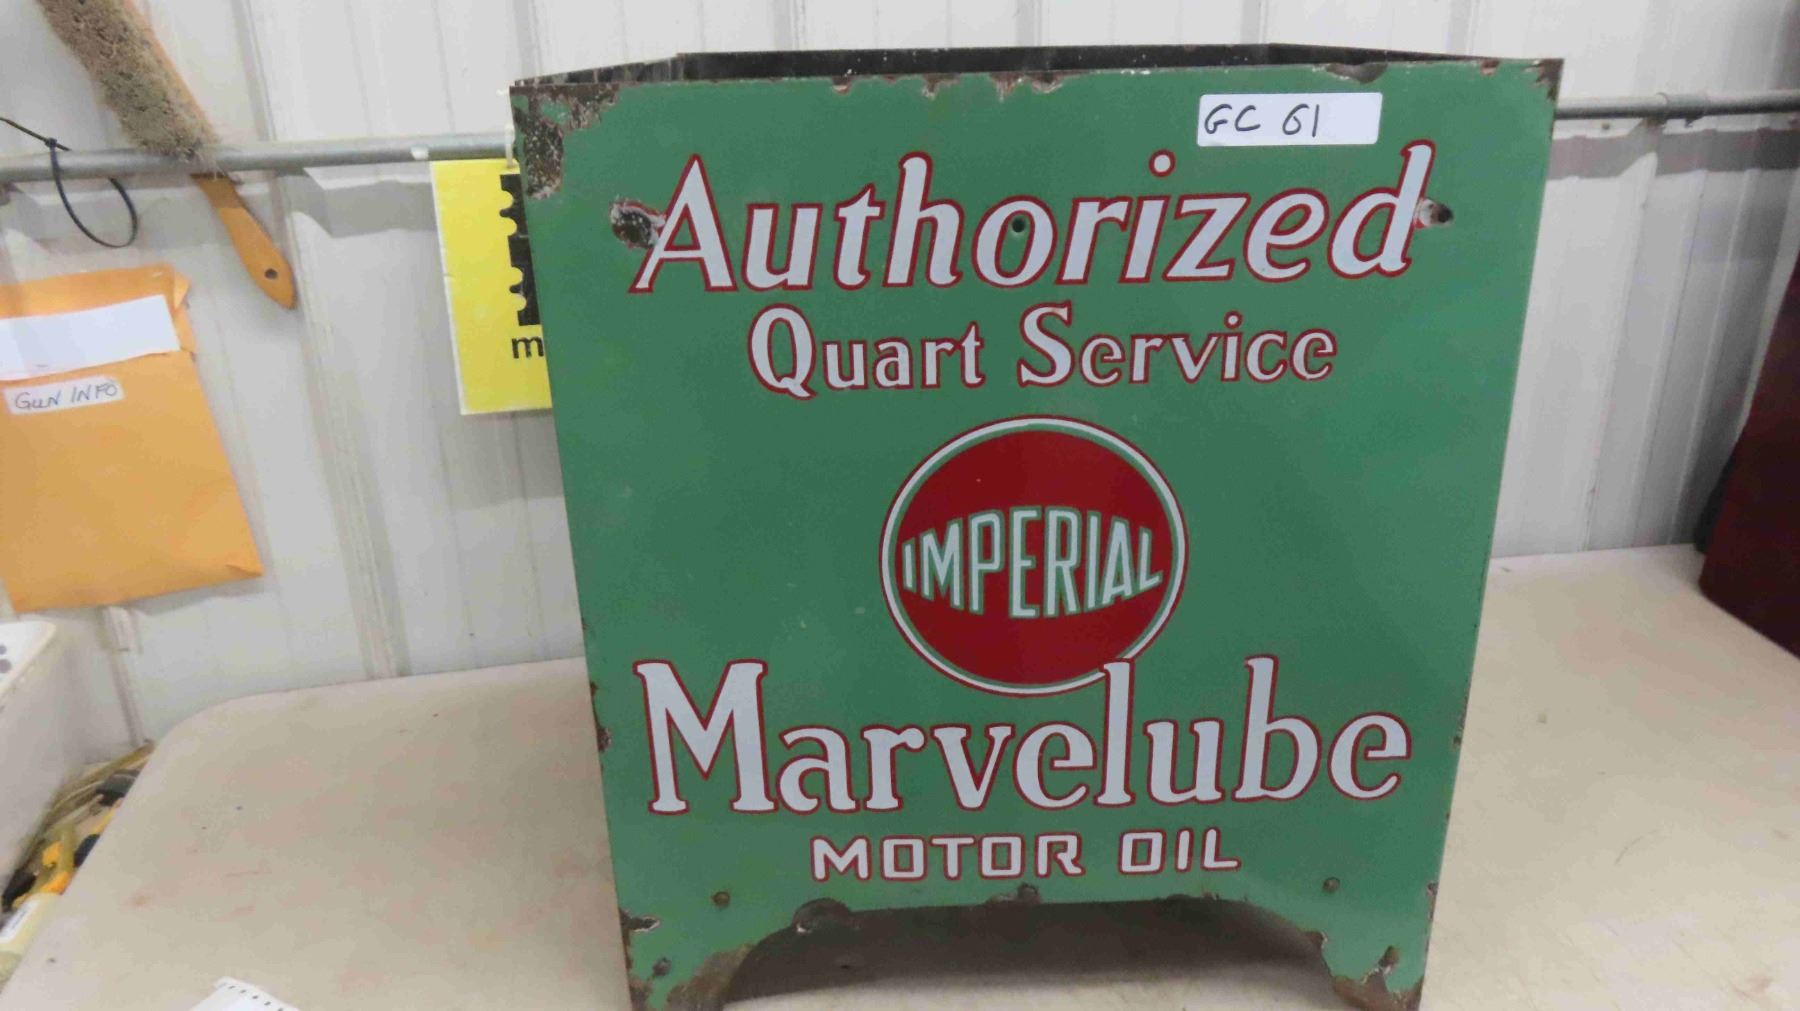 GC 61
Authorized
Quart Service
IMPERIAL
Marvelube
MOTOR OIL
GUN INFO